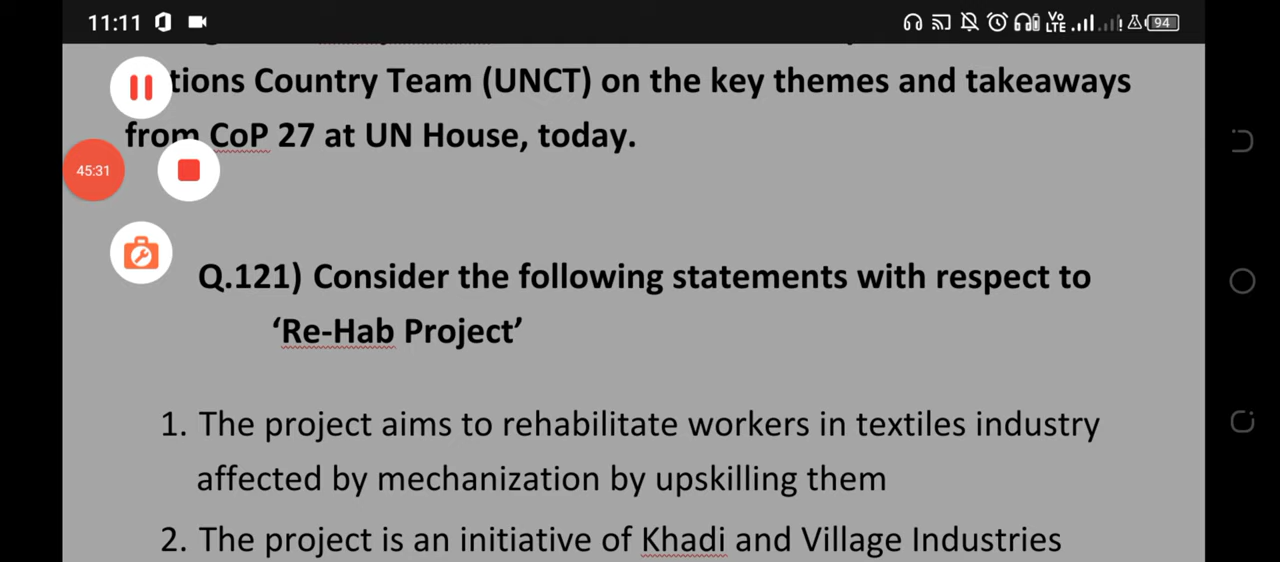 11:11 Vo LTE 94
tions Country Team (UNCT) on the key themes and takeaways
from CoP 27 at UN House, today.
45:31
Q.121) Consider the following statements with respect to
‘Re-Hab Project’
1. The project aims to rehabilitate workers in textiles industry
affected by mechanization by upskilling them
2. The project is an initiative of Khadi and Village Industries